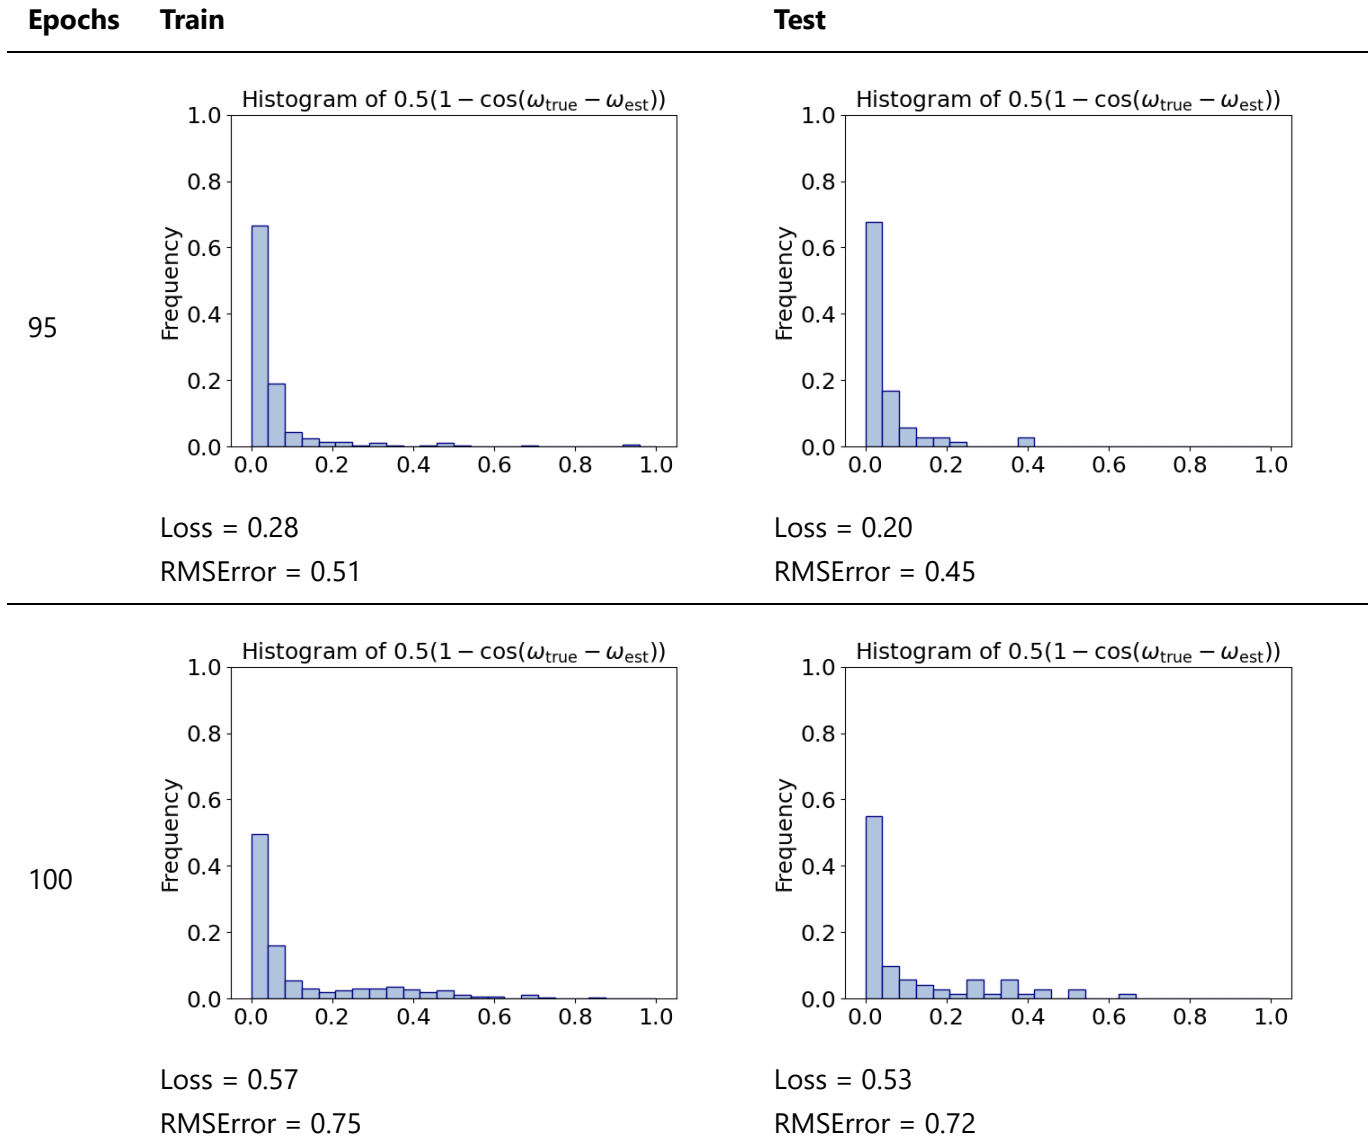 Epochs Train Test
Histogram of 0.5(1 − cos(ω_true − ω_est))
1.0
0.8
0.6
0.4
0.2
0.0
Frequency
0.0 0.2 0.4 0.6 0.8 1.0
Histogram of 0.5(1 − cos(ω_true − ω_est))
1.0
0.8
0.6
0.4
0.2
0.0
Frequency
0.0 0.2 0.4 0.6 0.8 1.0
95
Loss = 0.28
RMSError = 0.51
Loss = 0.20
RMSError = 0.45
Histogram of 0.5(1 − cos(ω_true − ω_est))
1.0
0.8
0.6
0.4
0.2
0.0
Frequency
0.0 0.2 0.4 0.6 0.8 1.0
Histogram of 0.5(1 − cos(ω_true − ω_est))
1.0
0.8
0.6
0.4
0.2
0.0
Frequency
0.0 0.2 0.4 0.6 0.8 1.0
100
Loss = 0.57
RMSError = 0.75
Loss = 0.53
RMSError = 0.72